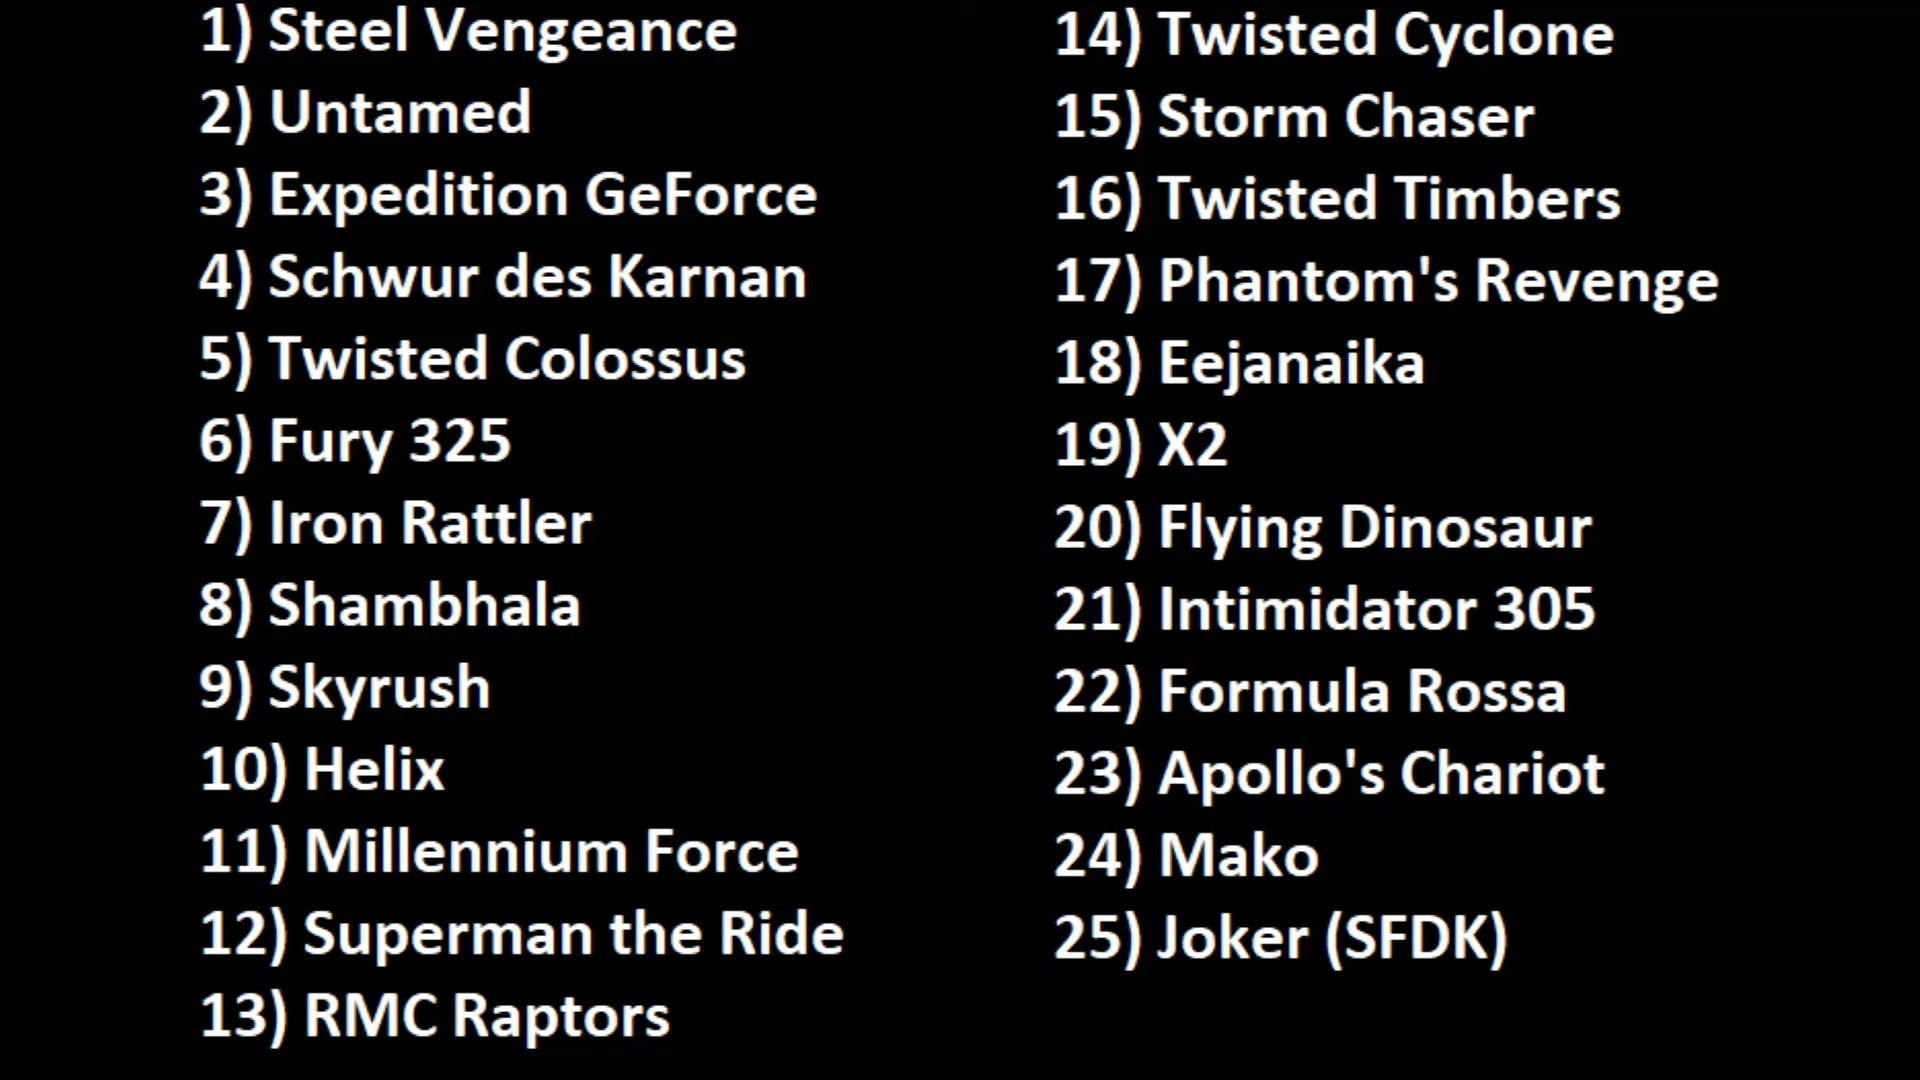 1) Steel Vengeance
2) Untamed
3) Expedition GeForce
4) Schwur des Karnan
5) Twisted Colossus
6) Fury 325
7) Iron Rattler
8) Shambhala
9) Skyrush
10) Helix
11) Millennium Force
12) Superman the Ride
13) RMC Raptors
14) Twisted Cyclone
15) Storm Chaser
16) Twisted Timbers
17) Phantom's Revenge
18) Eejanaika
19) X2
20) Flying Dinosaur
21) Intimidator 305
22) Formula Rossa
23) Apollo's Chariot
24) Mako
25) Joker (SFDK)